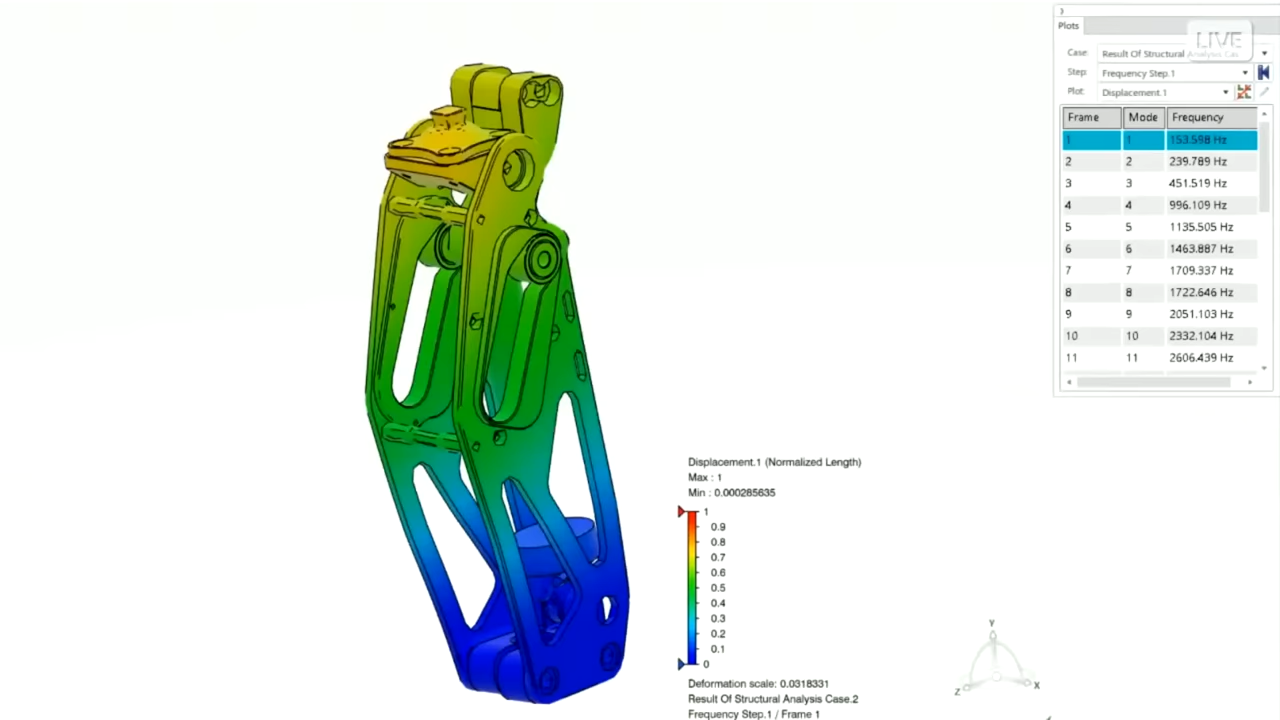 Plots
LIVE
Case: Result Of Structural Analysis Cas
Step: Frequency Step.1
Plot: Displacement.1
Frame Mode Frequency
1 1 153.598 Hz
2 2 239.789 Hz
3 3 451.519 Hz
4 4 996.109 Hz
5 5 1135.505 Hz
6 6 1463.887 Hz
7 7 1709.337 Hz
8 8 1722.646 Hz
9 9 2051.103 Hz
10 10 2332.104 Hz
11 11 2606.439 Hz
Displacement.1 (Normalized Length)
Max : 1
Min : 0.000285635
1
0.9
0.8
0.7
0.6
0.5
0.4
0.3
0.2
0.1
0
Deformation scale: 0.0318331
Result Of Structural Analysis Case.2
Frequency Step.1 / Frame 1
Y
Z
X